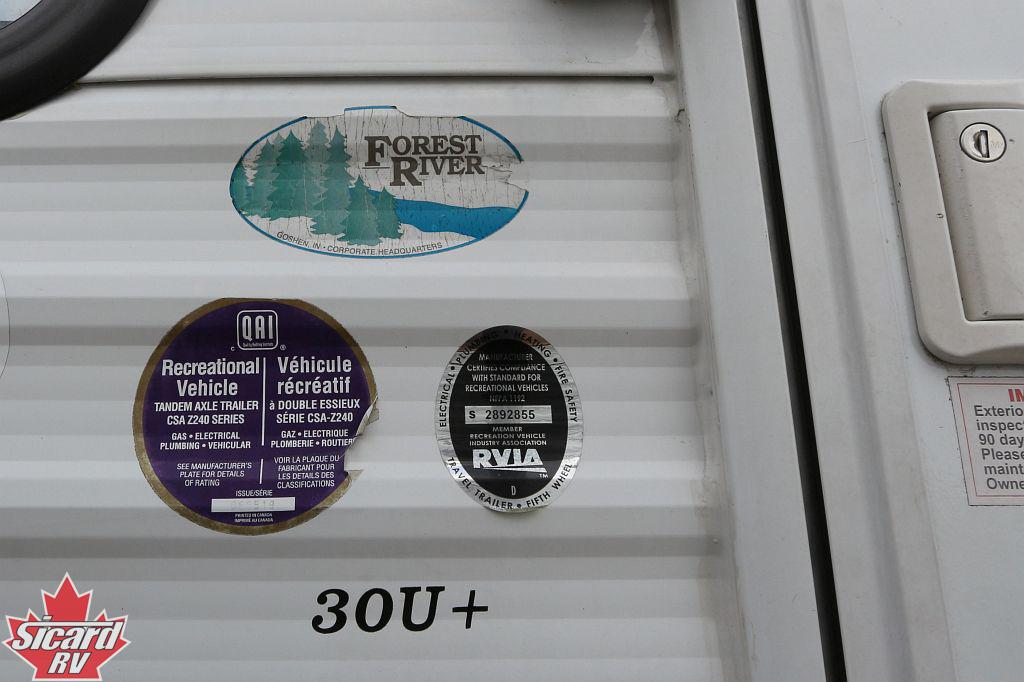 FOREST
RIVER
GOSHEN, IN • CORPORATE HEADQUARTERS
QAI
Recreational
Vehicle
TANDEM AXLE TRAILER
CSA Z240 SERIES
GAS • ELECTRICAL
PLUMBING • VEHICULAR
SEE MANUFACTURER'S
PLATE FOR DETAILS
OF RATING
Véhicule
récréatif
à DOUBLE ESSIEUX
SÉRIE CSA-Z240
GAZ • ELECTRIQUE
PLOMBERIE • ROUTIER
VOIR LA PLAQUE DU
FABRICANT POUR
LES DETAILS DES
CLASSIFICATIONS
ISSUE/SÉRIE
PRINTED IN CANADA
IMPRIMÉ AU CANADA
ELECTRICAL • PLUMBING • HEATING • FIRE SAFETY
MANUFACTURER
CERTIFIES COMPLIANCE
WITH STANDARD FOR
RECREATIONAL VEHICLES
NFPA 1192
S 2892855
MEMBER
RECREATION VEHICLE
INDUSTRY ASSOCIATION
RVIA
TM
D
TRAVEL TRAILER • FIFTH WHEEL
IM
Exterio
inspec
90 day
Please
maint
Owne
30U+
Sicard
RV